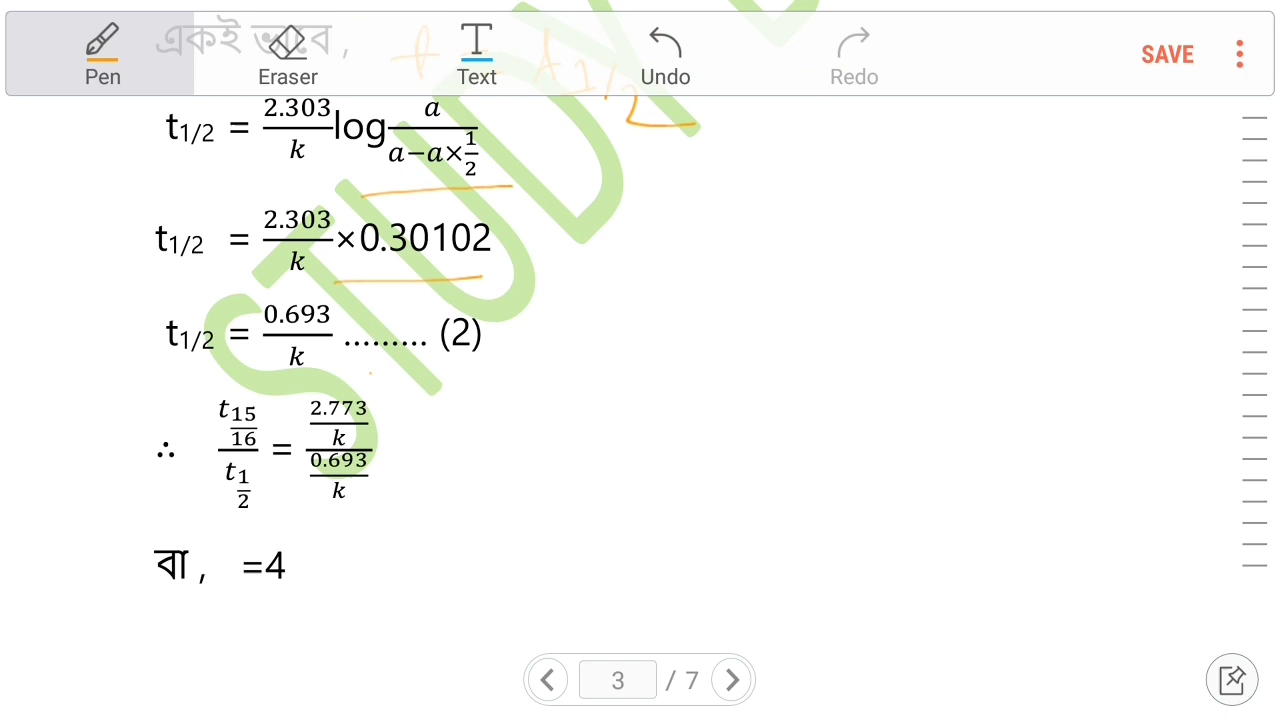 একই ভাবে ,
Pen Eraser Text Undo Redo SAVE
t1/2 = 2.303/k log a/(a−a×1/2)
t1/2 = 2.303/k ×0.30102
t1/2 = 0.693/k ......... (2)
∴ t15/16 / t1/2 = (2.773/k) / (0.693/k)
বা , =4
3 / 7